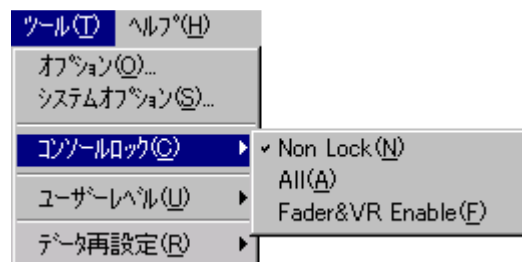 ﾂｰﾙ(T) ﾍﾙﾌﾟ(H)
ｵﾌﾟｼｮﾝ(O)...
ｼｽﾃﾑｵﾌﾟｼｮﾝ(S)...
ｺﾝｿｰﾙﾛｯｸ(C)
Non Lock(N)
All(A)
Fader&VR Enable(F)
ﾕｰｻﾞｰﾚﾍﾞﾙ(U)
ﾃﾞｰﾀ再設定(R)